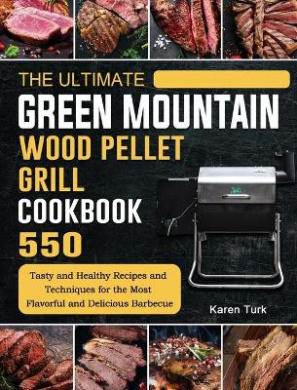 THE ULTIMATE
GREEN MOUNTAIN
WOOD PELLET
GRILL
COOKBOOK
550
Tasty and Healthy Recipes and
Techniques for the Most
Flavorful and Delicious Barbecue
Karen Turk